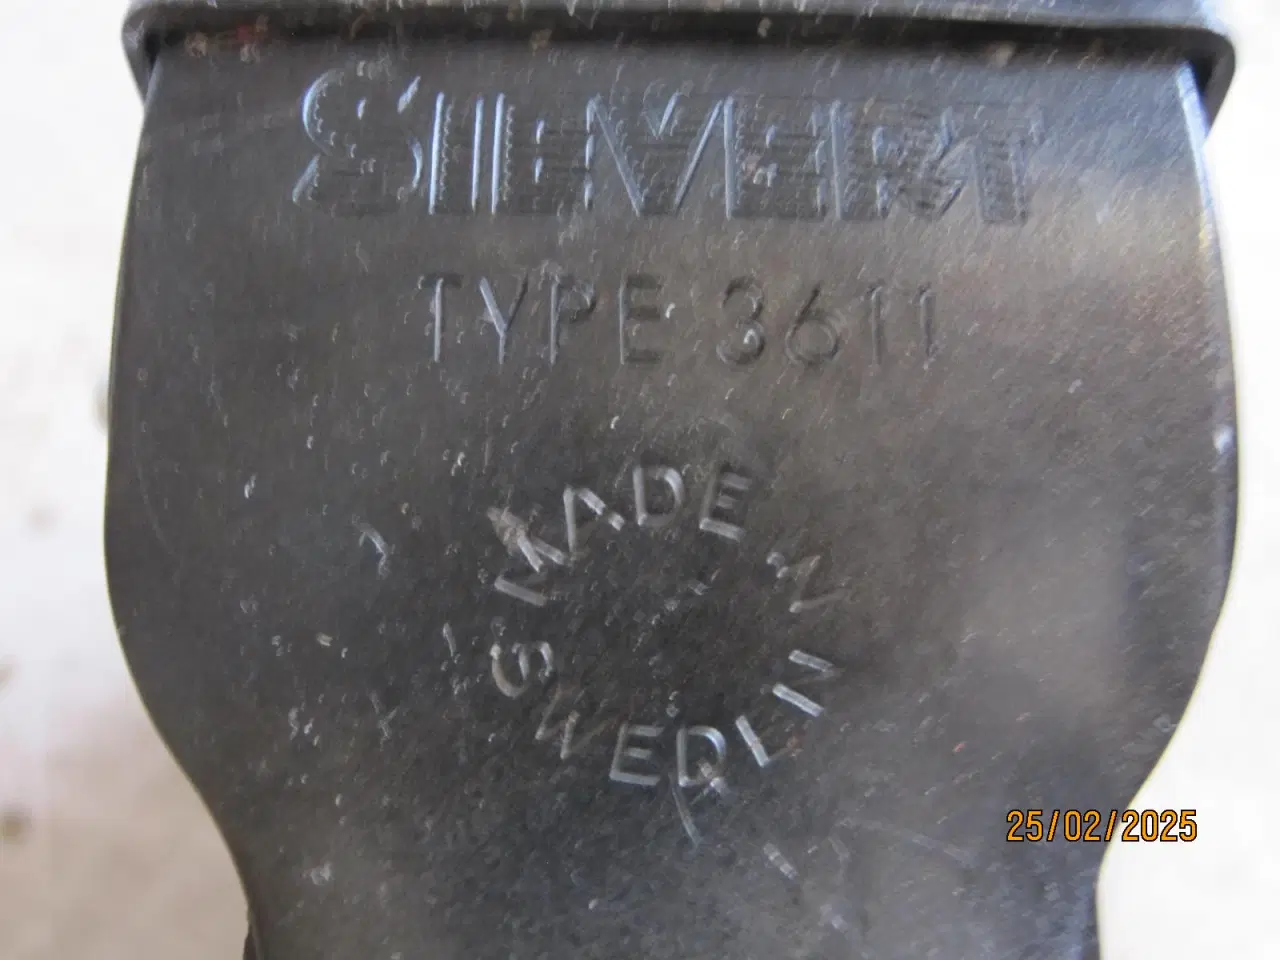 SIEVERT
TYPE 3611
MADE IN
SWEDEN
25/02/2025